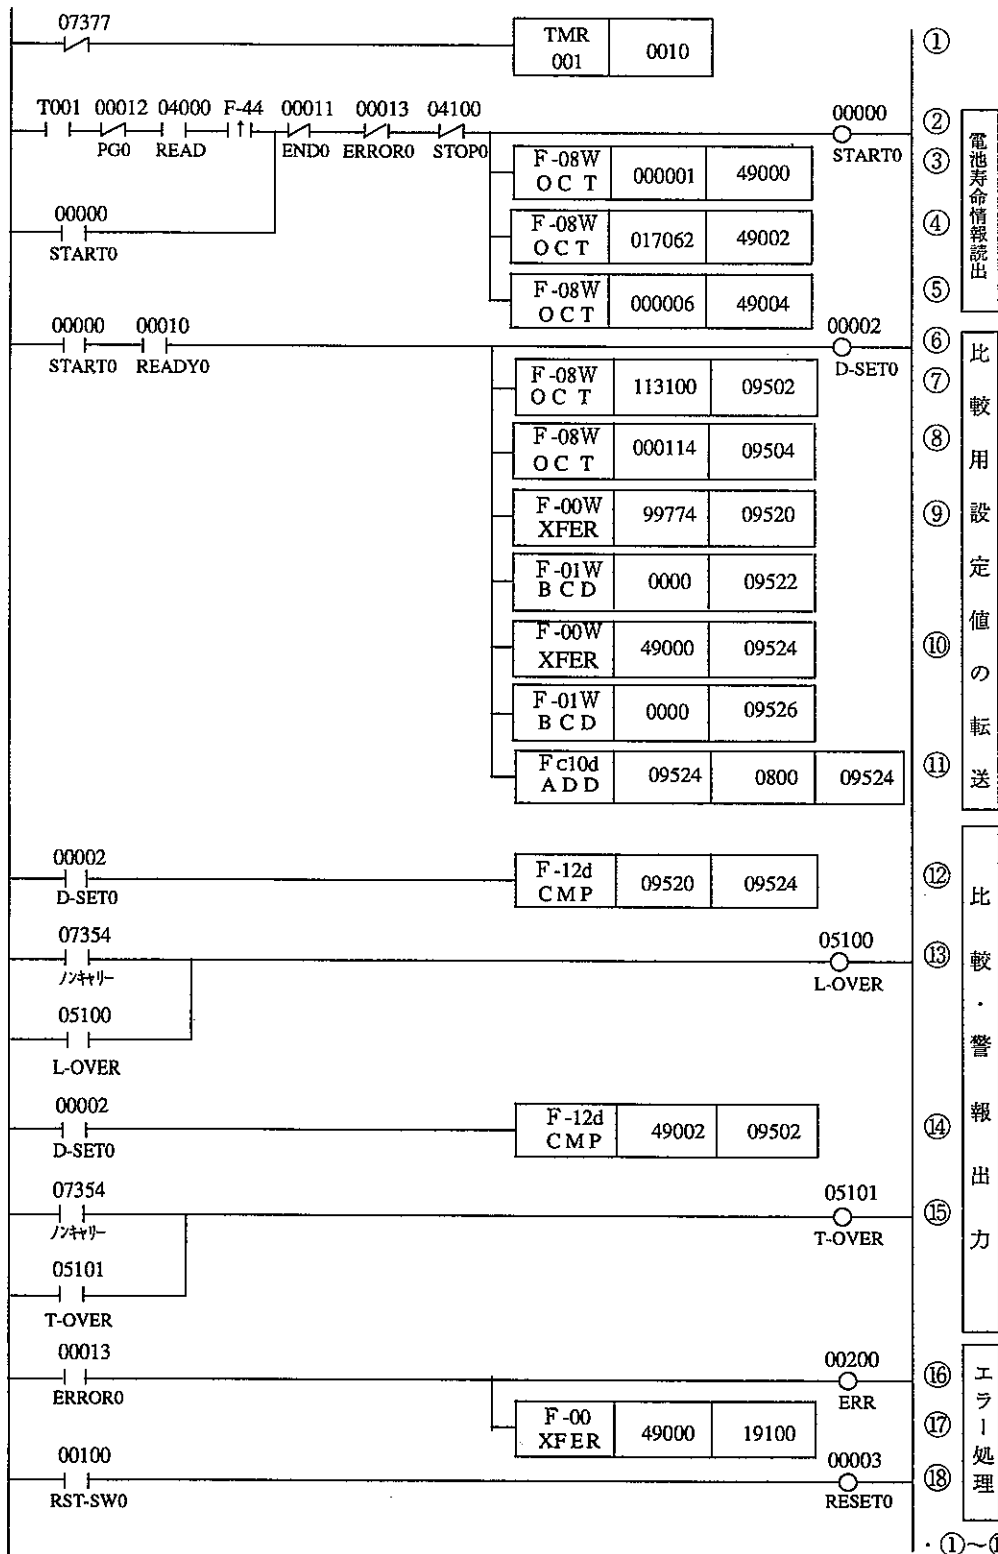 07377
TMR
001
0010
①
T001 00012 04000 F-44 00011 00013 04100
00000
PG0 READ END0 ERROR0 STOP0
START0
②
F-08W
OCT
000001
49000
③
00000
START0
F-08W
OCT
017062
49002
④
F-08W
OCT
000006
49004
⑤
電池寿命情報読出
00000 00010
START0 READY0
00002
D-SET0
⑥
F-08W
OCT
113100
09502
⑦
F-08W
OCT
000114
09504
⑧
F-00W
XFER
99774
09520
⑨
F-01W
BCD
0000
09522
F-00W
XFER
49000
09524
⑩
F-01W
BCD
0000
09526
Fc10d
ADD
09524
0800
09524
⑪
比較用設定値の転送
00002
D-SET0
F-12d
CMP
09520
09524
⑫
07354
ノンキャリー
05100
L-OVER
⑬
05100
L-OVER
00002
D-SET0
F-12d
CMP
49002
09502
⑭
07354
ノンキャリー
05101
T-OVER
⑮
05101
T-OVER
比較・警報出力
00013
ERROR0
00200
ERR
⑯
F-00
XFER
49000
19100
⑰
00100
RST-SW0
00003
RESET0
⑱
エラー処理
・①～